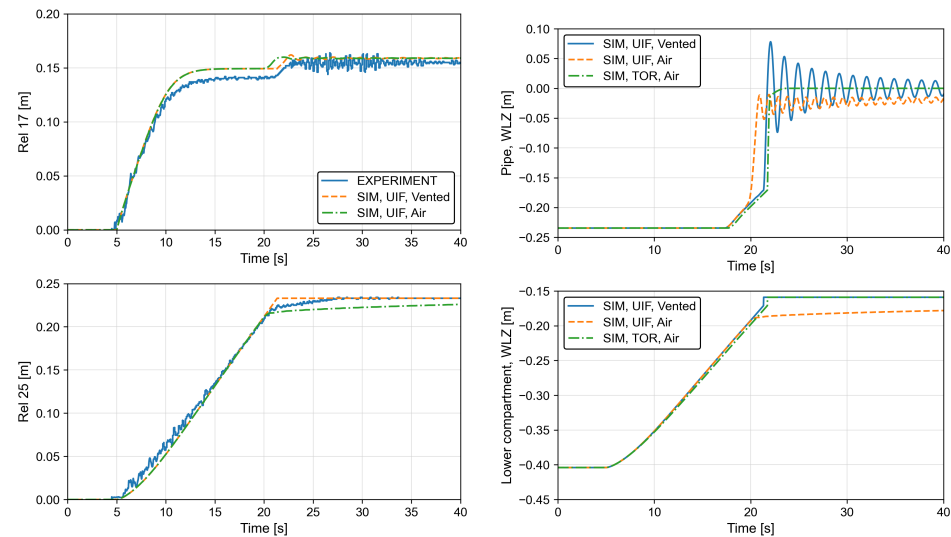 0.20
0.15
0.10
0.05
0.00
Rel 17 [m]
EXPERIMENT
SIM, UIF, Vented
SIM, UIF, Air
0 5 10 15 20 25 30 35 40
Time [s]
0.10
0.05
0.00
−0.05
−0.10
−0.15
−0.20
−0.25
Pipe, WLZ [m]
SIM, UIF, Vented
SIM, UIF, Air
SIM, TOR, Air
0 10 20 30 40
Time [s]
0.25
0.20
0.15
0.10
0.05
0.00
Rel 25 [m]
0 5 10 15 20 25 30 35 40
Time [s]
−0.15
−0.20
−0.25
−0.30
−0.35
−0.40
−0.45
Lower compartment, WLZ [m]
SIM, UIF, Vented
SIM, UIF, Air
SIM, TOR, Air
0 10 20 30 40
Time [s]